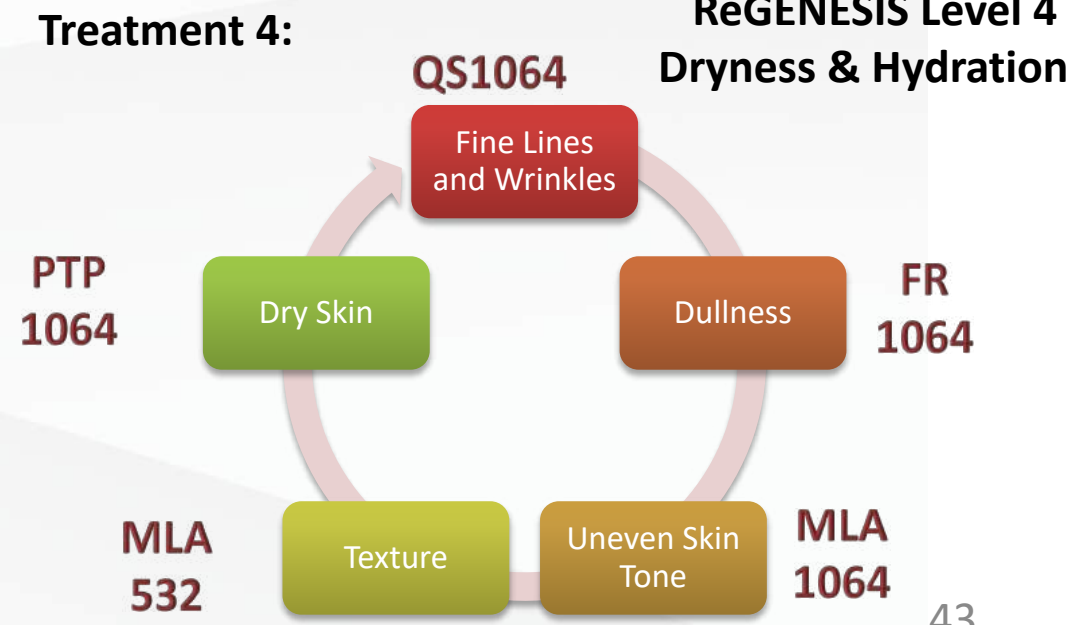 Treatment 4:
ReGENESIS Level 4
Dryness & Hydration
QS1064
Fine Lines
and Wrinkles
PTP
1064
Dry Skin
Dullness
FR
1064
MLA
532
Texture
Uneven Skin
Tone
MLA
1064
43